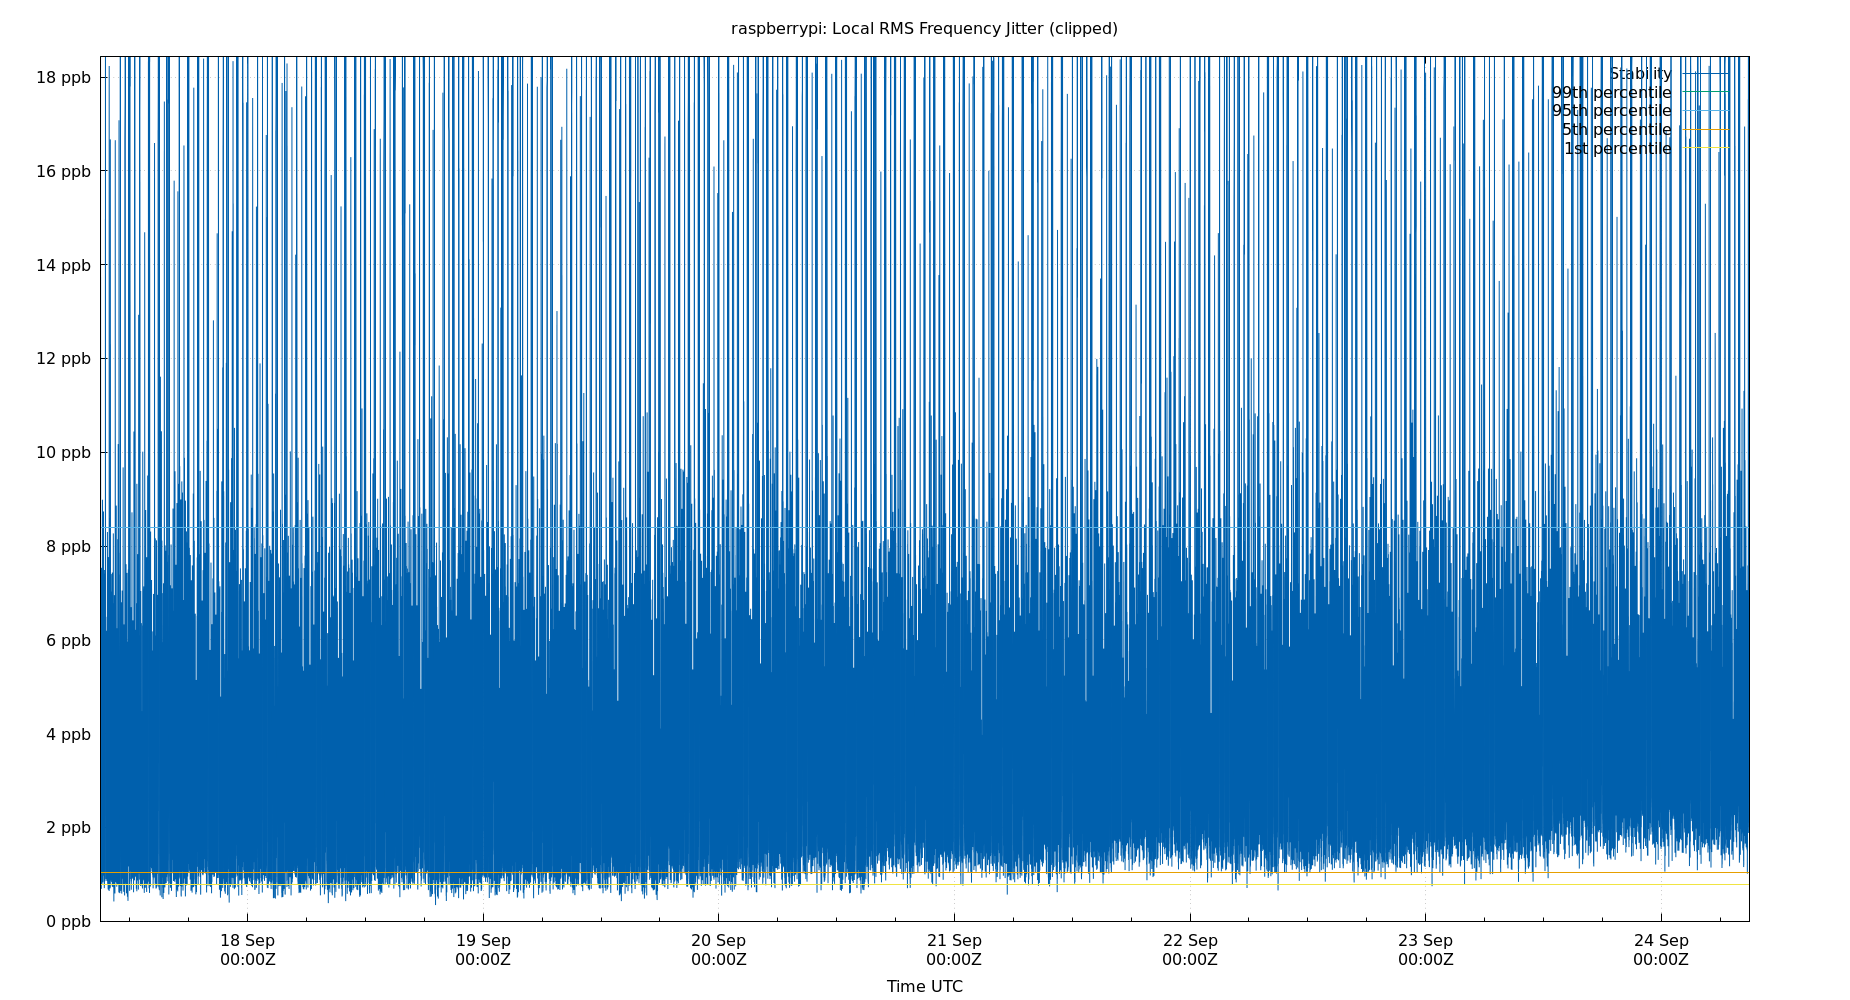 raspberrypi: Local RMS Frequency Jitter (clipped)
18 ppb
16 ppb
14 ppb
12 ppb
10 ppb
8 ppb
6 ppb
4 ppb
2 ppb
0 ppb
Stability
99th percentile
95th percentile
5th percentile
1st percentile
18 Sep
00:00Z
19 Sep
00:00Z
20 Sep
00:00Z
21 Sep
00:00Z
22 Sep
00:00Z
23 Sep
00:00Z
24 Sep
00:00Z
Time UTC